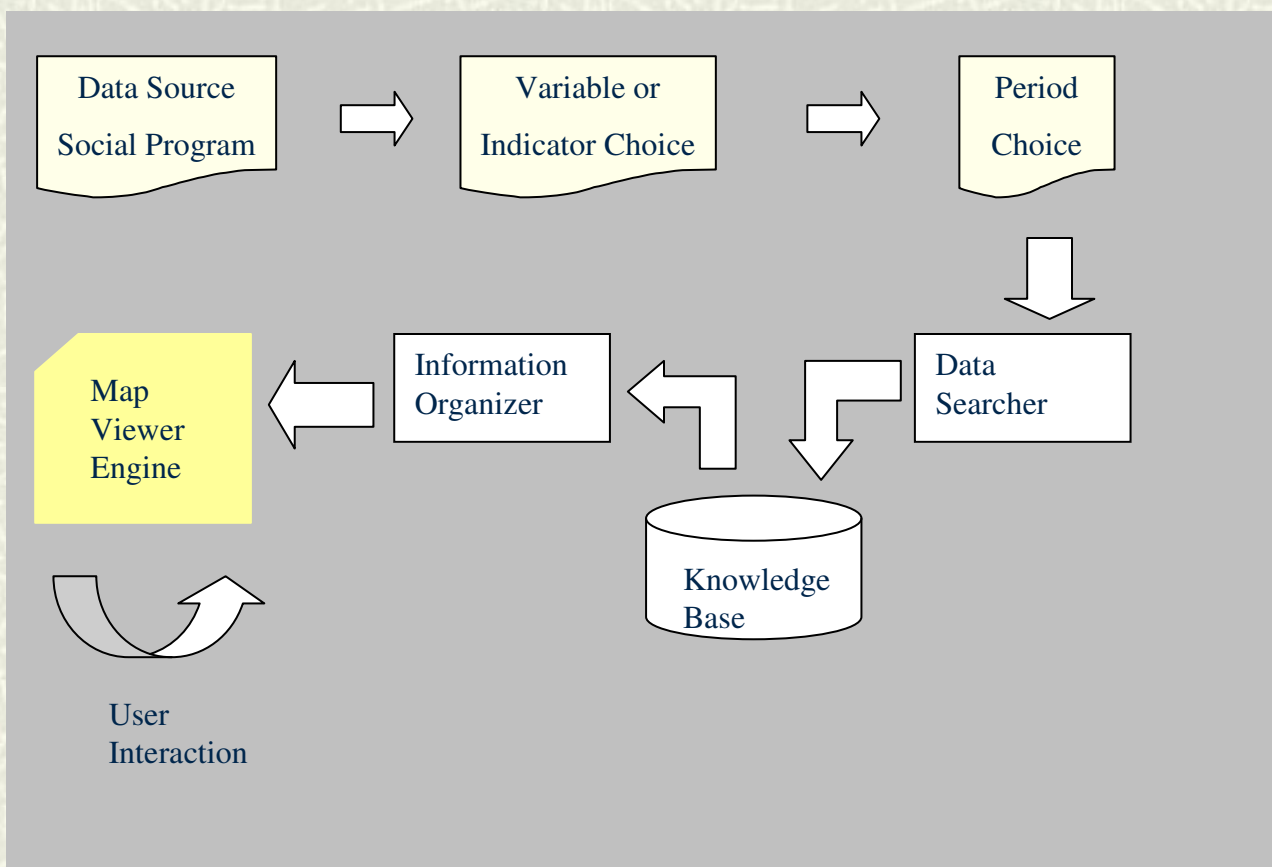 Data Source
Social Program
Variable or
Indicator Choice
Period
Choice
Map
Viewer
Engine
Information
Organizer
Data
Searcher
Knowledge
Base
User
Interaction